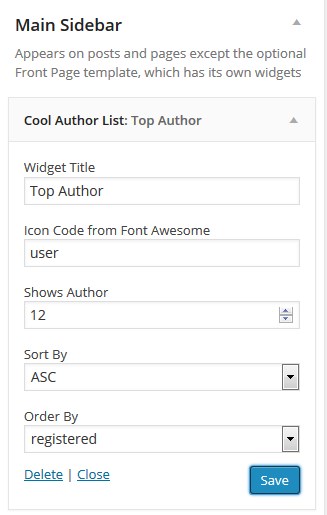 Main Sidebar
Appears on posts and pages except the optional
Front Page template, which has its own widgets
Cool Author List: Top Author
Widget Title
Top Author
Icon Code from Font Awesome
user
Shows Author
12
Sort By
ASC
Order By
registered
Delete | Close
Save